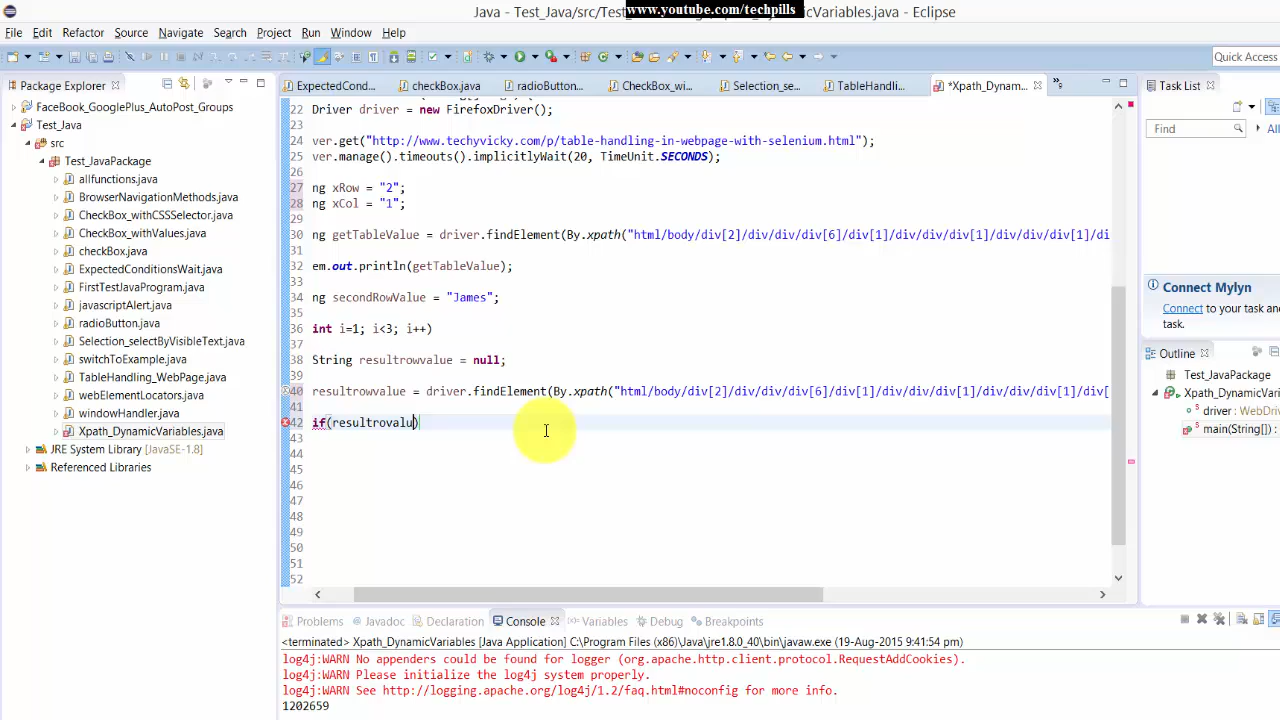 www.youtube.com/techpills
Java - Test_Java/src/Test_ icVariables.java - Eclipse
File Edit Refactor Source Navigate Search Project Run Window Help
Quick Access
Package Explorer
ExpectedCond... checkBox.java radioButton... CheckBox_wi... Selection_se... TableHandli... *Xpath_Dynam...
Task List
FaceBook_GooglePlus_AutoPost_Groups
Test_Java
src
Test_JavaPackage
allfunctions.java
BrowserNavigationMethods.java
CheckBox_withCSSSelector.java
CheckBox_withValues.java
checkBox.java
ExpectedConditionsWait.java
FirstTestJavaProgram.java
javascriptAlert.java
radioButton.java
Selection_selectByVisibleText.java
switchToExample.java
TableHandling_WebPage.java
webElementLocators.java
windowHandler.java
Xpath_DynamicVariables.java
JRE System Library [JavaSE-1.8]
Referenced Libraries
22 Driver driver = new FirefoxDriver();
23
24 ver.get("http://www.techyvicky.com/p/table-handling-in-webpage-with-selenium.html");
25 ver.manage().timeouts().implicitlyWait(20, TimeUnit.SECONDS);
26
27 ng xRow = "2";
28 ng xCol = "1";
29
30 ng getTableValue = driver.findElement(By.xpath("html/body/div[2]/div/div/div[6]/div[1]/div/div/div[1]/div/div/div[1]/di
31
32 em.out.println(getTableValue);
33
34 ng secondRowValue = "James";
35
36 int i=1; i<3; i++)
37
38 String resultrowvalue = null;
39
40 resultrowvalue = driver.findElement(By.xpath("html/body/div[2]/div/div/div[6]/div[1]/div/div/div[1]/div/div/div[1]/div[
41
42 if(resultrovalu)
43
44
45
46
47
48
49
50
51
52
Find
All
Connect Mylyn
Connect to your task and
task.
Outline
Test_JavaPackage
Xpath_DynamicVa
driver : WebDriv
main(String[]) :
Problems Javadoc Declaration Console Variables Debug Breakpoints
<terminated> Xpath_DynamicVariables [Java Application] C:\Program Files (x86)\Java\jre1.8.0_40\bin\javaw.exe (19-Aug-2015 9:41:54 pm)
log4j:WARN No appenders could be found for logger (org.apache.http.client.protocol.RequestAddCookies).
log4j:WARN Please initialize the log4j system properly.
log4j:WARN See http://logging.apache.org/log4j/1.2/faq.html#noconfig for more info.
1202659